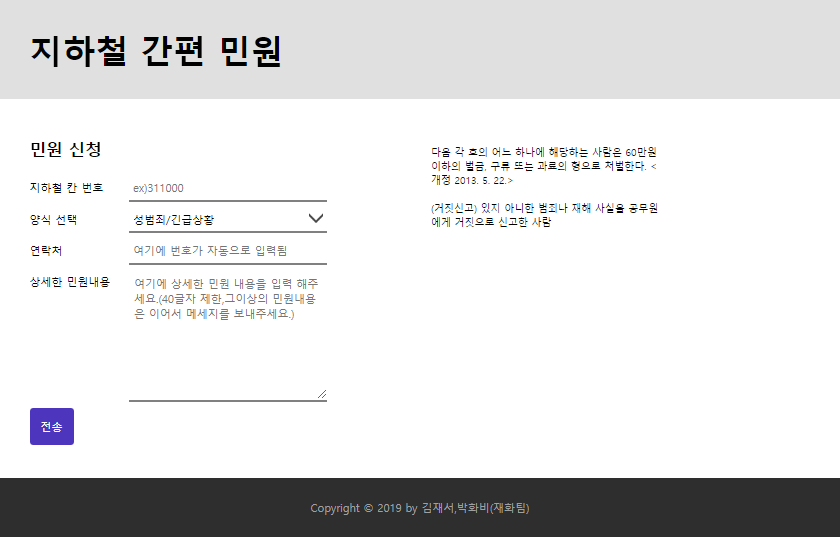 지하철 간편 민원
민원 신청
지하철 칸 번호
ex)311000
양식 선택
성범죄/긴급상황
연락처
여기에 번호가 자동으로 입력됨
상세한 민원내용
여기에 상세한 민원 내용을 입력 해주
세요.(40글자 제한,그이상의 민원내용
은 이어서 메세지를 보내주세요.)
전송
다음 각 호의 어느 하나에 해당하는 사람은 60만원
이하의 벌금, 구류 또는 과료의 형으로 처벌한다. <
개정 2013. 5. 22.>
(거짓신고) 있지 아니한 범죄나 재해 사실을 공무원
에게 거짓으로 신고한 사람
Copyright © 2019 by 김재서,박화비(재화팀)